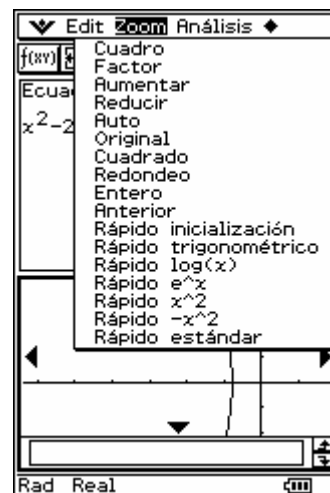 Edit Zoom Análisis
f(xy)
Cuadro
Factor
Aumentar
Reducir
Auto
Original
Cuadrado
Redondeo
Entero
Anterior
Rápido inicialización
Rápido trigonométrico
Rápido log(x)
Rápido e^x
Rápido x^2
Rápido -x^2
Rápido estándar
Ecua
x²-2
Rad Real